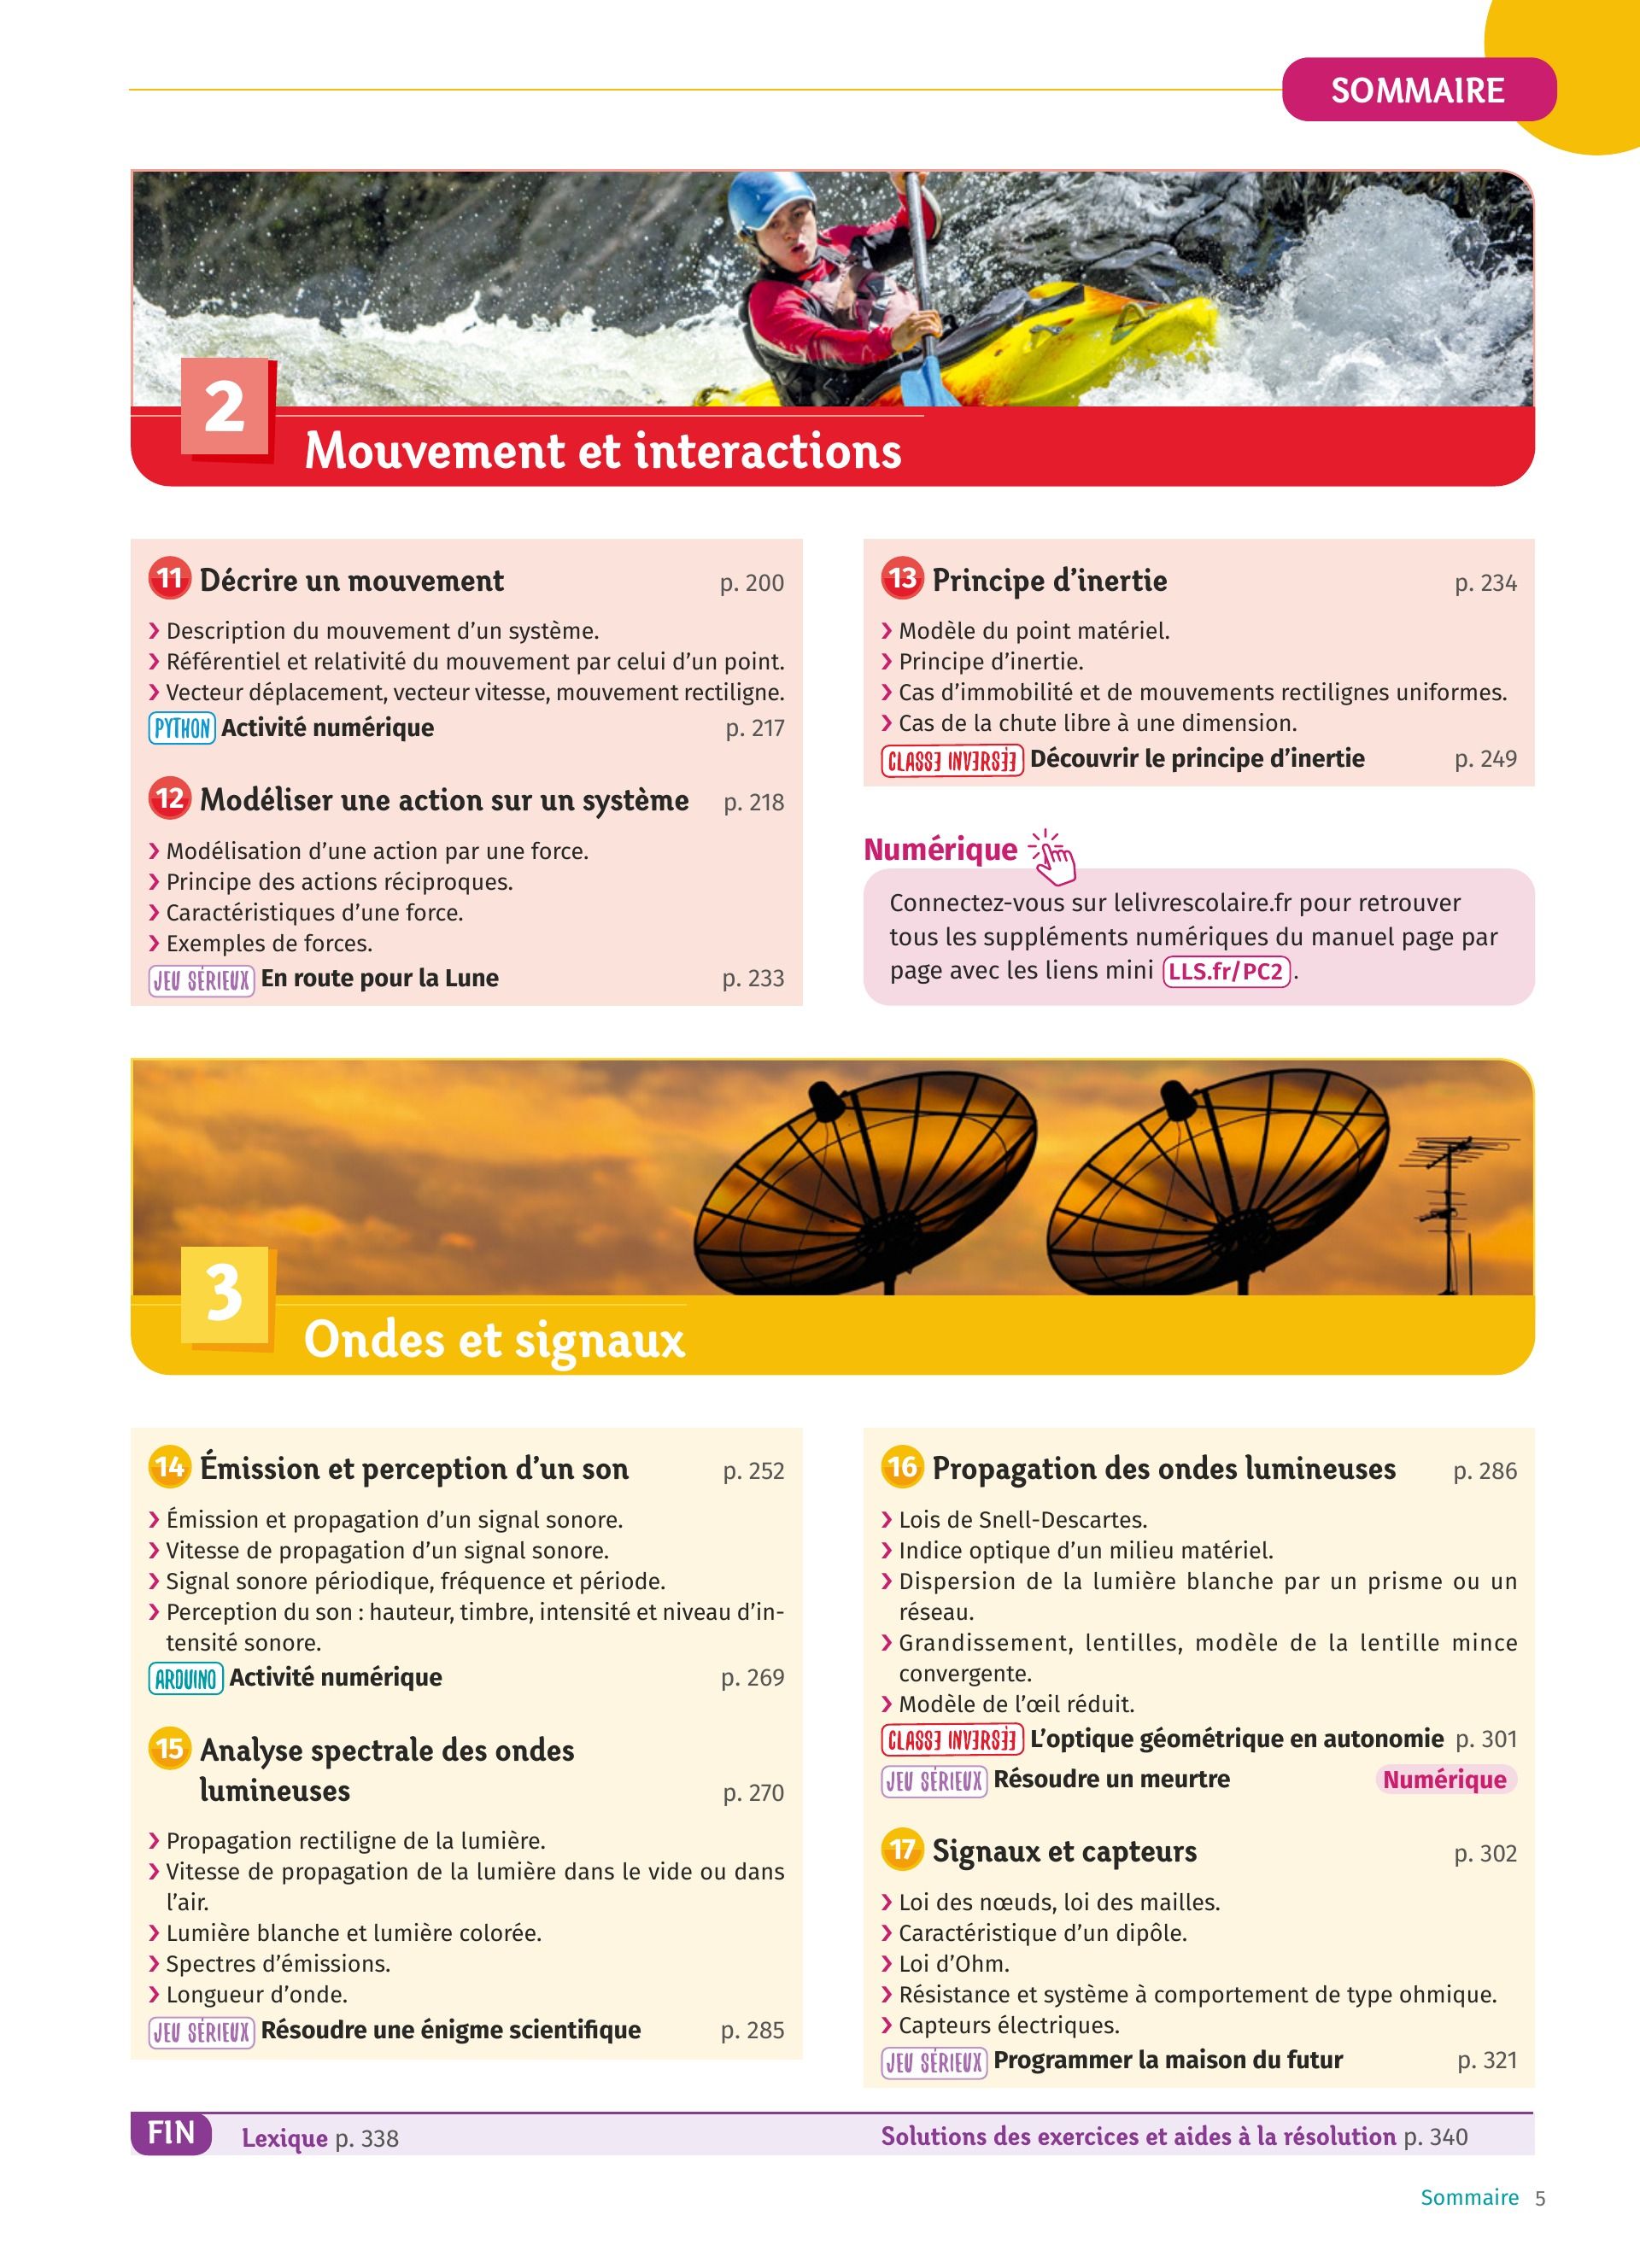 SOMMAIRE
2
Mouvement et interactions
11 Décrire un mouvement p. 200
› Description du mouvement d’un système.
› Référentiel et relativité du mouvement par celui d’un point.
› Vecteur déplacement, vecteur vitesse, mouvement rectiligne.
PYTHON Activité numérique p. 217
12 Modéliser une action sur un système p. 218
› Modélisation d’une action par une force.
› Principe des actions réciproques.
› Caractéristiques d’une force.
› Exemples de forces.
JEU SÉRIEUX En route pour la Lune p. 233
13 Principe d’inertie p. 234
› Modèle du point matériel.
› Principe d’inertie.
› Cas d’immobilité et de mouvements rectilignes uniformes.
› Cas de la chute libre à une dimension.
CLASSE INVERSÉE Découvrir le principe d’inertie p. 249
Numérique
Connectez-vous sur lelivrescolaire.fr pour retrouver
tous les suppléments numériques du manuel page par
page avec les liens mini LLS.fr/PC2 .
3
Ondes et signaux
14 Émission et perception d’un son p. 252
› Émission et propagation d’un signal sonore.
› Vitesse de propagation d’un signal sonore.
› Signal sonore périodique, fréquence et période.
› Perception du son : hauteur, timbre, intensité et niveau d’in-
tensité sonore.
ARDUINO Activité numérique p. 269
15 Analyse spectrale des ondes
lumineuses p. 270
› Propagation rectiligne de la lumière.
› Vitesse de propagation de la lumière dans le vide ou dans
l’air.
› Lumière blanche et lumière colorée.
› Spectres d’émissions.
› Longueur d’onde.
JEU SÉRIEUX Résoudre une énigme scientifique p. 285
16 Propagation des ondes lumineuses p. 286
› Lois de Snell-Descartes.
› Indice optique d’un milieu matériel.
› Dispersion de la lumière blanche par un prisme ou un
réseau.
› Grandissement, lentilles, modèle de la lentille mince
convergente.
› Modèle de l’œil réduit.
CLASSE INVERSÉE L’optique géométrique en autonomie p. 301
JEU SÉRIEUX Résoudre un meurtre Numérique
17 Signaux et capteurs p. 302
› Loi des nœuds, loi des mailles.
› Caractéristique d’un dipôle.
› Loi d’Ohm.
› Résistance et système à comportement de type ohmique.
› Capteurs électriques.
JEU SÉRIEUX Programmer la maison du futur p. 321
FIN Lexique p. 338 Solutions des exercices et aides à la résolution p. 340
Sommaire 5